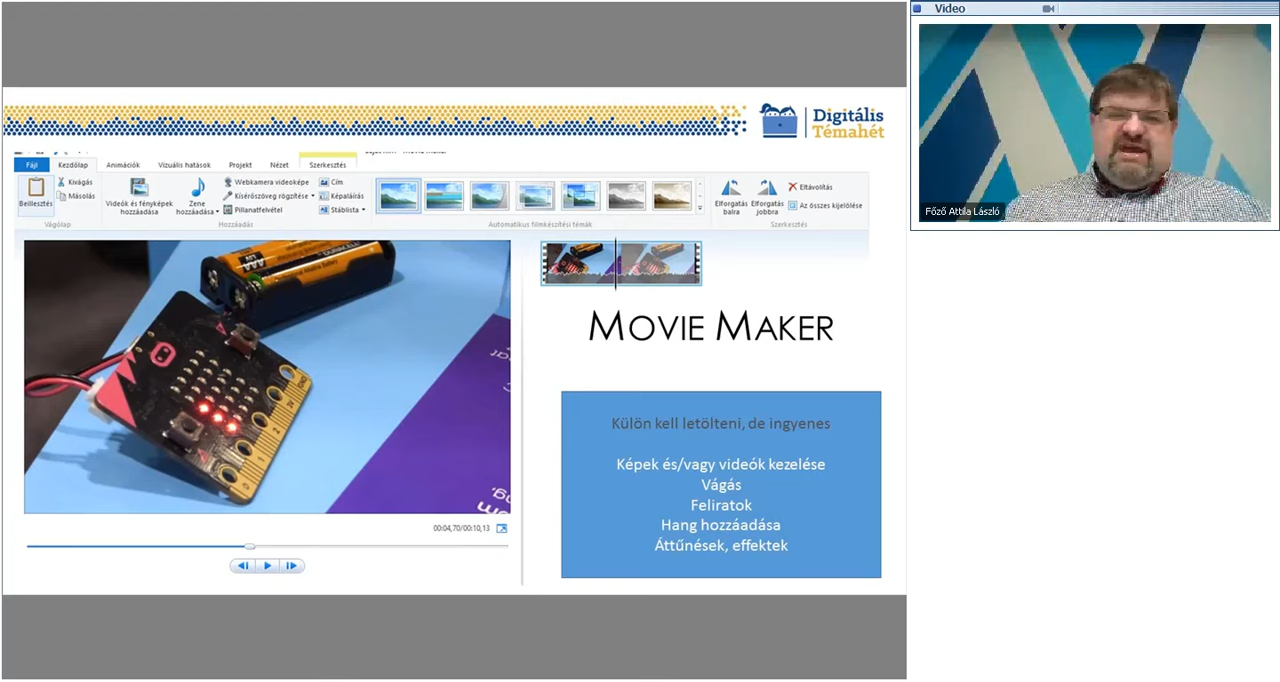 Video
Főző Attila László
Digitális
Témahét
Fájl
Kezdőlap
Animációk
Vizuális hatások
Projekt
Nézet
Névjegy
Szerkesztés
Beillesztés
Kivágás
Másolás
Vágólap
Videók és fényképek
hozzáadása
Zene
hozzáadása
Webkamera videoképe
Kísérőszöveg rögzítése
Pillanatfelvétel
Cím
Képaláírás
Stáblista
Hozzáadás
Automatikus filmkészítési témák
Elforgatás
balra
Elforgatás
jobbra
Eltávolítás
Az összes kijelölése
Szerkesztés
AAA
DURACELL
00:04,70/00:10,13
MOVIE MAKER
Külön kell letölteni, de ingyenes
Képek és/vagy videók kezelése
Vágás
Feliratok
Hang hozzáadása
Áttűnések, effektek